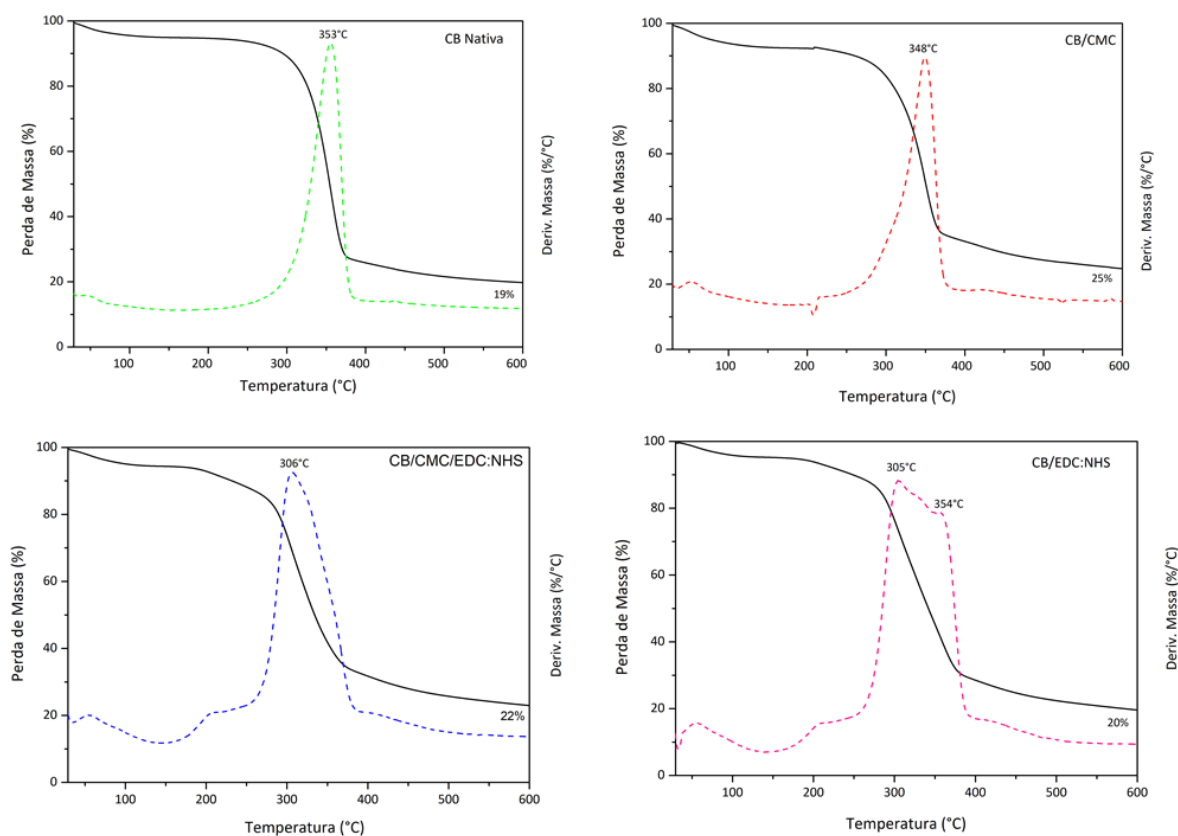 CB Nativa
353°C
Perda de Massa (%)
Deriv. Massa (%/°C)
100
80
60
40
20
0
19%
100 200 300 400 500 600
Temperatura (°C)
CB/CMC
348°C
Perda de Massa (%)
Deriv. Massa (%/°C)
100
80
60
40
20
0
25%
100 200 300 400 500 600
Temperatura (°C)
CB/CMC/EDC:NHS
306°C
Perda de Massa (%)
Deriv. Massa (%/°C)
100
80
60
40
20
0
22%
100 200 300 400 500 600
Temperatura (°C)
CB/EDC:NHS
305°C
354°C
Perda de Massa (%)
Deriv. Massa (%/°C)
100
80
60
40
20
0
20%
100 200 300 400 500 600
Temperatura (°C)